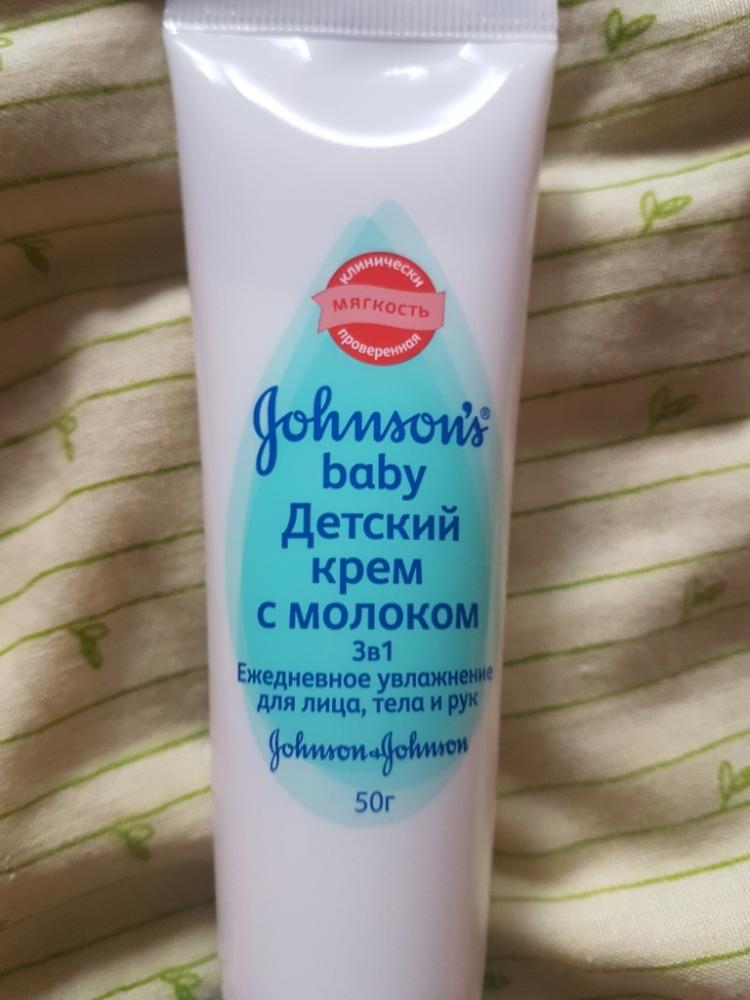 клинически
мягкость
проверенная
Johnson's®
baby
Детский
крем
с молоком
3в1
Ежедневное увлажнение
для лица, тела и рук
Johnson&Johnson
50г